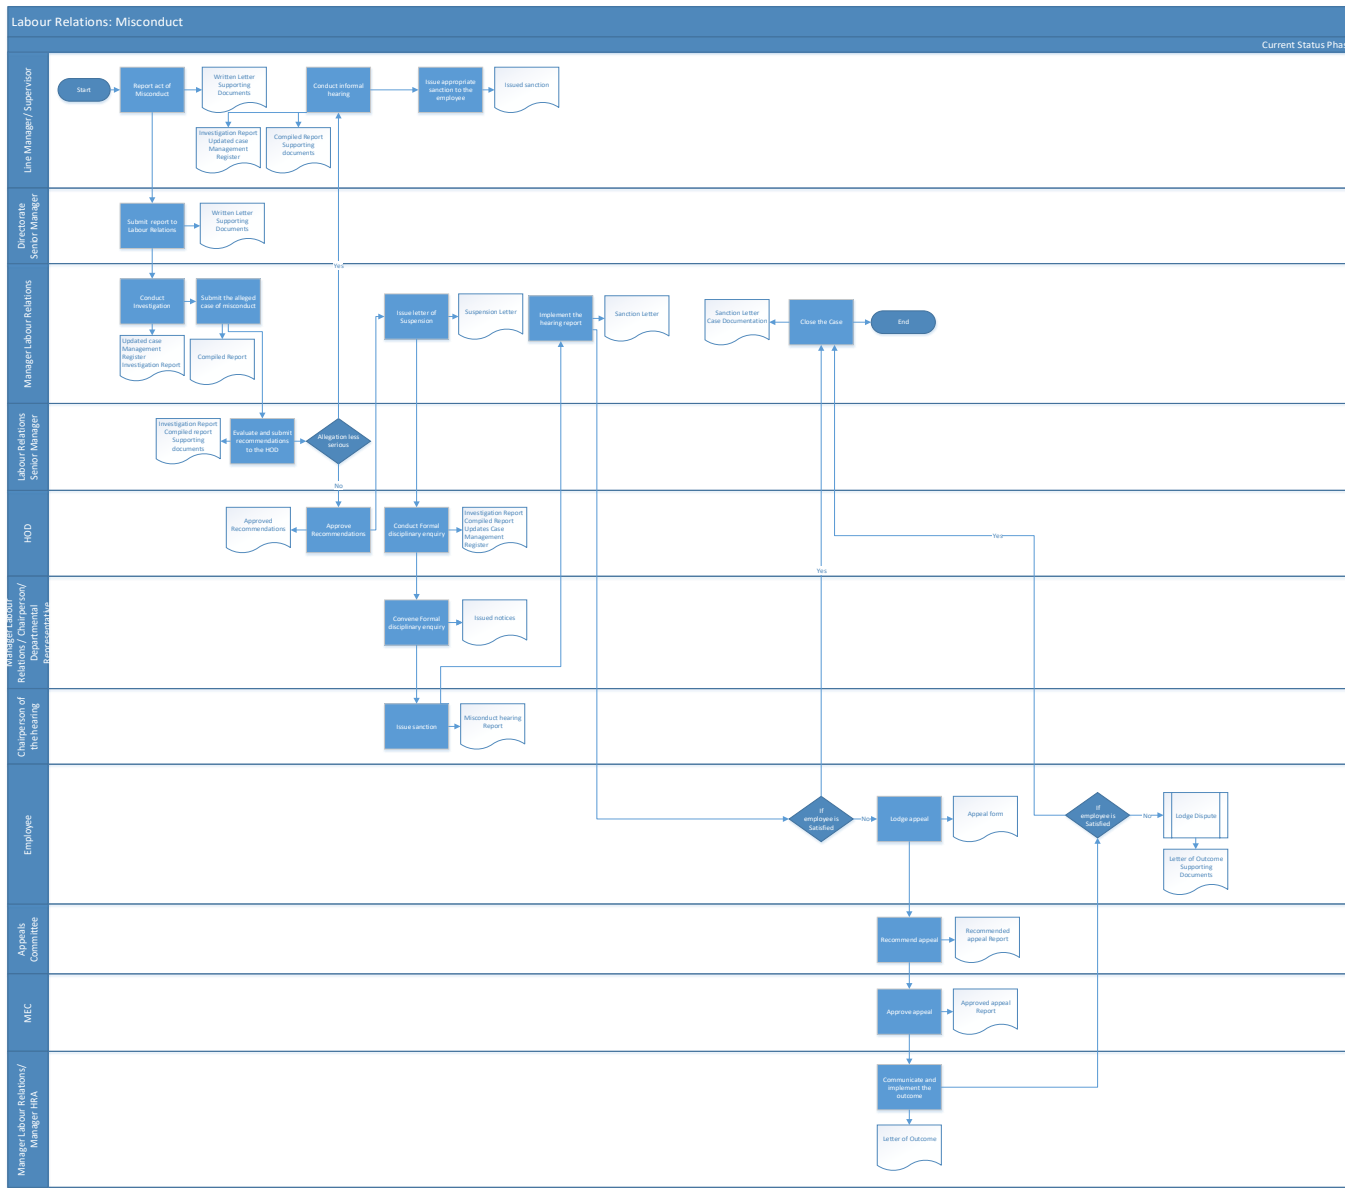 Labour Relations: Misconduct
Current Status Phas
Line Manager/ Supervisor
Start
Report act of
Misconduct
Written Letter
Supporting
Documents
Conduct informal
hearing
Issue appropriate
sanction to the
employee
Issued sanction
Investigation Report
Updated case
Management
Register
Compiled Report
Supporting
documents
Directorate
Senior Manager
Submit report to
Labour Relations
Written Letter
Supporting
Documents
Yes
Manager Labour Relations
Conduct
Investigation
Submit the alleged
case of misconduct
Updated case
Management
Register
Investigation Report
Compiled Report
Issue letter of
Suspension
Suspension Letter
Implement the
hearing report
Sanction Letter
Sanction Letter
Case Documentation
Close the Case
End
Labour Relations
Senior Manager
Investigation Report
Compiled report
Supporting
documents
Evaluate and submit
recommendations
to the HOD
Allegation less
serious
No
HOD
Approved
Recommendations
Approve
Recommendations
Conduct Formal
disciplinary enquiry
Investigation Report
Compiled Report
Updates Case
Management
Register
Yes
Yes
Manager Labour
Relations / Chairperson/
Departmental
Representative
Convene Formal
disciplinary enquiry
Issued notices
Chairperson of
the hearing
Issue sanction
Misconduct hearing
Report
Employee
If
employee is
Satisfied
No
Lodge appeal
Appeal form
If
employee is
Satisfied
No
Lodge Dispute
Letter of Outcome
Supporting
Documents
Appeals
Committee
Recommend appeal
Recommended
appeal Report
MEC
Approve appeal
Approved appeal
Report
Manager Labour Relations/
Manager HRA
Communicate and
implement the
outcome
Letter of Outcome